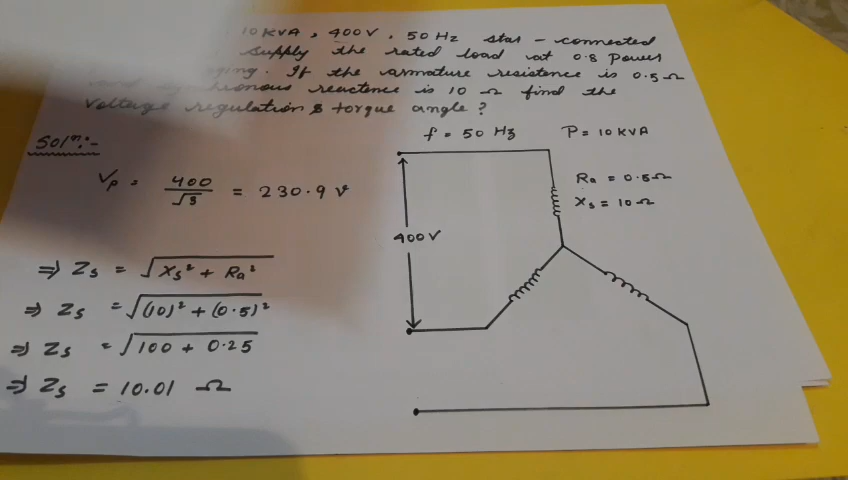 10 KVA, 400 V, 50 Hz star - connected
supply the rated load at 0.8 Power
If the armature resistence is 0.5 Ω
reactence is 10 Ω find the
Voltage regulation & torque angle ?
Solⁿ:-
f = 50 Hz P = 10 KVA
Vp = 400/√3 = 230.9 V
Ra = 0.5 Ω
Xs = 10 Ω
400 V
⇒ Zs = √Xs² + Ra²
⇒ Zs = √(10)² + (0.5)²
⇒ Zs = √100 + 0.25
⇒ Zs = 10.01 Ω